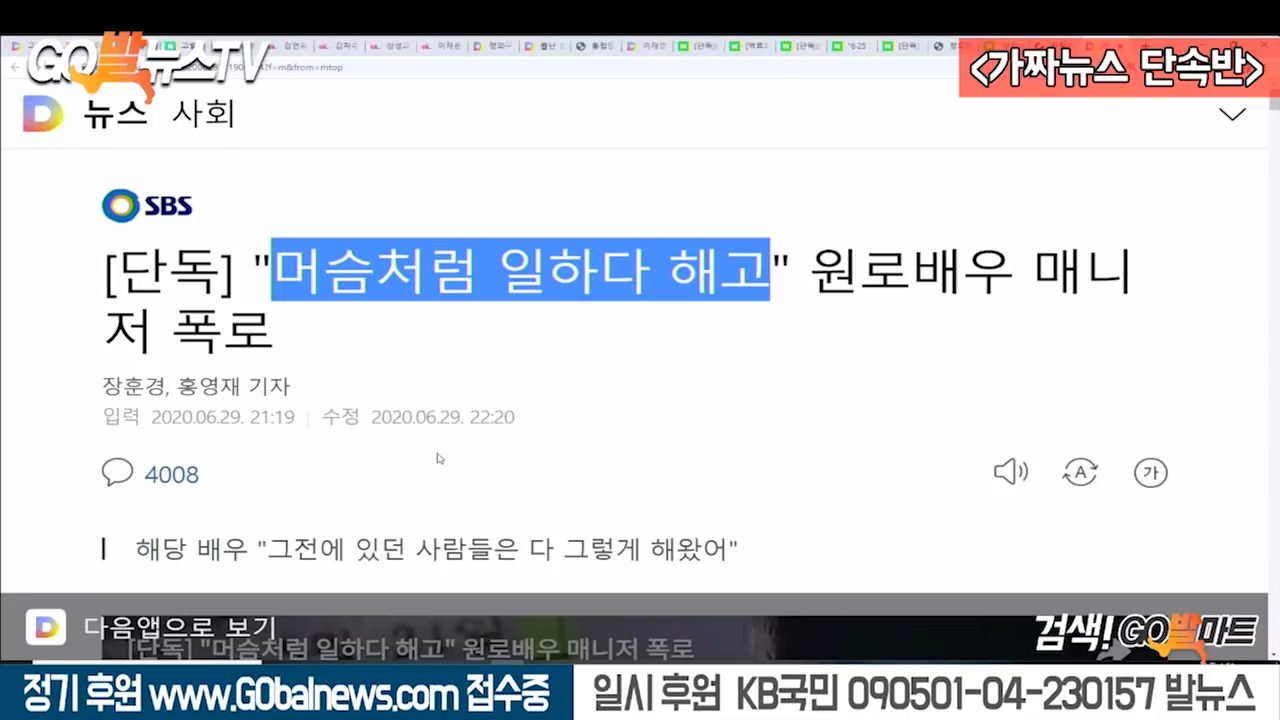 GO발뉴스TV
<가짜뉴스 단속반>
뉴스 사회
SBS
[단독] "머슴처럼 일하다 해고" 원로배우 매니
저 폭로
장훈경, 홍영재 기자
입력 2020.06.29. 21:19 | 수정 2020.06.29. 22:20
4008
가
해당 배우 "그전에 있던 사람들은 다 그렇게 해왔어"
다음앱으로 보기
[단독] "머슴처럼 일하다 해고" 원로배우 매니저 폭로
검색! GO발마트
정기 후원 www.GObalnews.com 접수중
일시 후원 KB국민 090501-04-230157 발뉴스